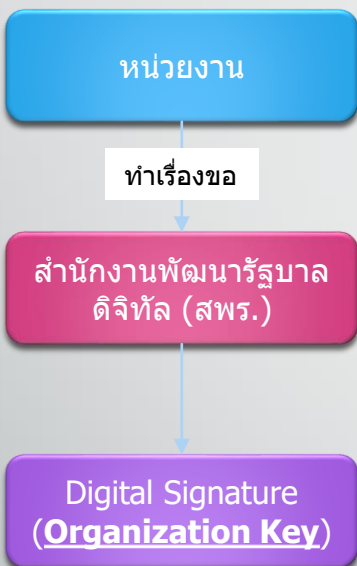 หน่วยงาน
ทำเรื่องขอ
สำนักงานพัฒนารัฐบาล
ดิจิทัล (สพร.)
Digital Signature
(Organization Key)